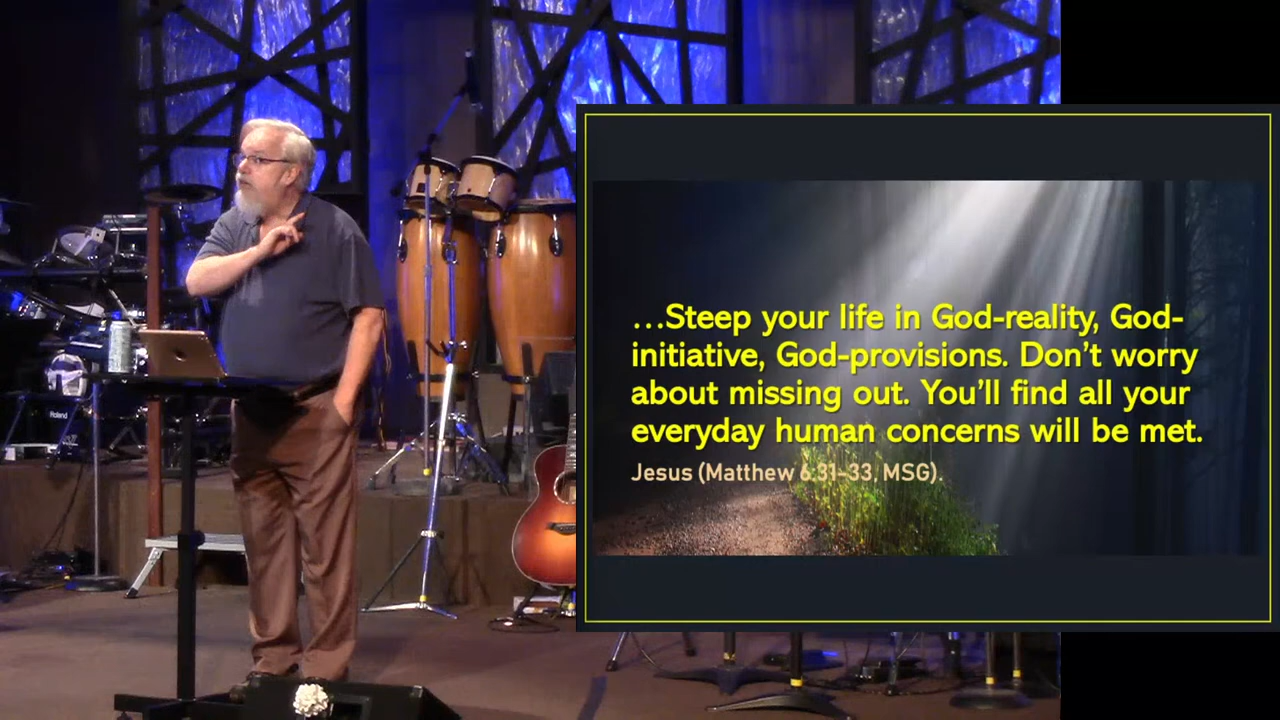 …Steep your life in God-reality, God-
initiative, God-provisions. Don't worry
about missing out. You'll find all your
everyday human concerns will be met.
Jesus (Matthew 6:31-33, MSG).
Roland